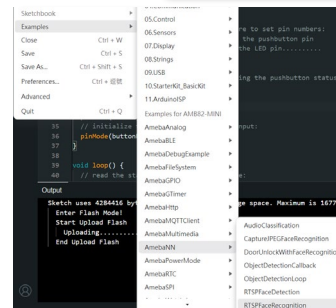 Sketchbook
Examples
Close Ctrl + W
Save Ctrl + S
Save As... Ctrl + Shift + S
Preferences... Ctrl + 逗號
Advanced
Quit Ctrl + Q
05.Control
06.Sensors
07.Display
08.Strings
09.USB
10.StarterKit_BasicKit
11.ArduinoISP
Examples for AMB82-MINI
AmebaAnalog
AmebaBLE
AmebaDebugExample
AmebaFileSystem
AmebaGPIO
AmebaGTimer
AmebaHttp
AmebaMQTTClient
AmebaMultimedia
AmebaNN
AmebaPowerMode
AmebaRTC
AudioClassification
CaptureJPEGFaceRecognition
DoorUnlockWithFaceRecognitio
ObjectDetectionCallback
ObjectDetectionLoop
RTSPFaceDetection
RTSPFaceRecognition
re to set pin numbers:
the pushbutton pin
the LED pin..........
ing the pushbutton status
35 // initialize nput:
36 pinMode(button
37 }
38
39 void loop() {
40 // read the st e:
Output
Sketch uses 4284416 byt ge space. Maximum is 1677
Enter Flash Mode!
Start Upload Flash
Uploading...
End Upload Flash